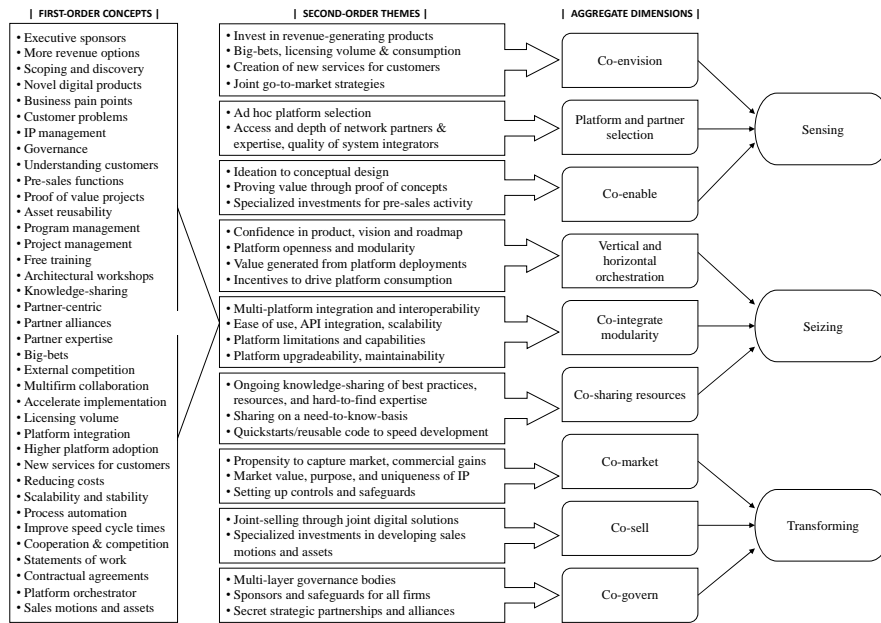 | FIRST-ORDER CONCEPTS |
• Executive sponsors
• More revenue options
• Scoping and discovery
• Novel digital products
• Business pain points
• Customer problems
• IP management
• Governance
• Understanding customers
• Pre-sales functions
• Proof of value projects
• Asset reusability
• Program management
• Project management
• Free training
• Architectural workshops
• Knowledge-sharing
• Partner-centric
• Partner alliances
• Partner expertise
• Big-bets
• External competition
• Multifirm collaboration
• Accelerate implementation
• Licensing volume
• Platform integration
• Higher platform adoption
• New services for customers
• Reducing costs
• Scalability and stability
• Process automation
• Improve speed cycle times
• Cooperation & competition
• Statements of work
• Contractual agreements
• Platform orchestrator
• Sales motions and assets
| SECOND-ORDER THEMES |
• Invest in revenue-generating products
• Big-bets, licensing volume & consumption
• Creation of new services for customers
• Joint go-to-market strategies
• Ad hoc platform selection
• Access and depth of network partners &
expertise, quality of system integrators
• Ideation to conceptual design
• Proving value through proof of concepts
• Specialized investments for pre-sales activity
• Confidence in product, vision and roadmap
• Platform openness and modularity
• Value generated from platform deployments
• Incentives to drive platform consumption
• Multi-platform integration and interoperability
• Ease of use, API integration, scalability
• Platform limitations and capabilities
• Platform upgradeability, maintainability
• Ongoing knowledge-sharing of best practices,
resources, and hard-to-find expertise
• Sharing on a need-to-know-basis
• Quickstarts/reusable code to speed development
• Propensity to capture market, commercial gains
• Market value, purpose, and uniqueness of IP
• Setting up controls and safeguards
• Joint-selling through joint digital solutions
• Specialized investments in developing sales
motions and assets
• Multi-layer governance bodies
• Sponsors and safeguards for all firms
• Secret strategic partnerships and alliances
| AGGREGATE DIMENSIONS |
Co-envision
Platform and partner
selection
Co-enable
Vertical and
horizontal
orchestration
Co-integrate
modularity
Co-sharing resources
Co-market
Co-sell
Co-govern
Sensing
Seizing
Transforming